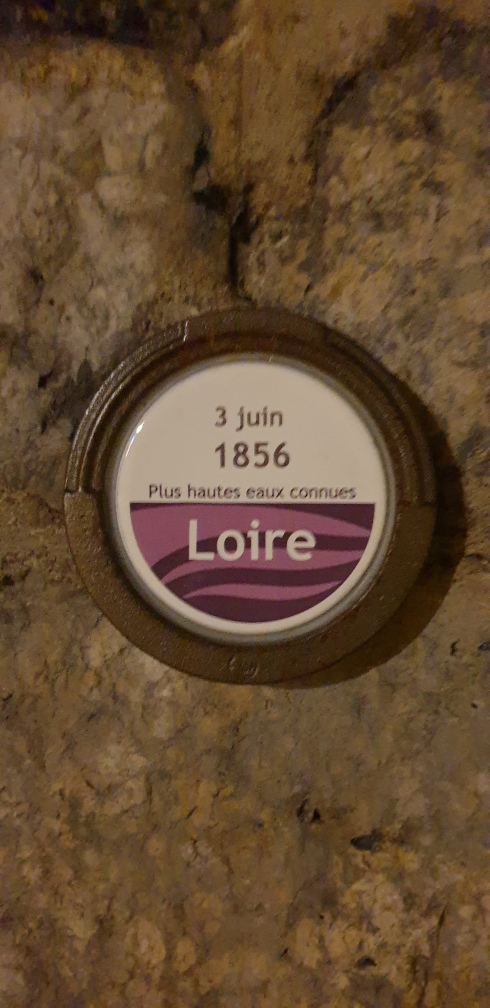 3 juin
1856
Plus hautes eaux connues
Loire